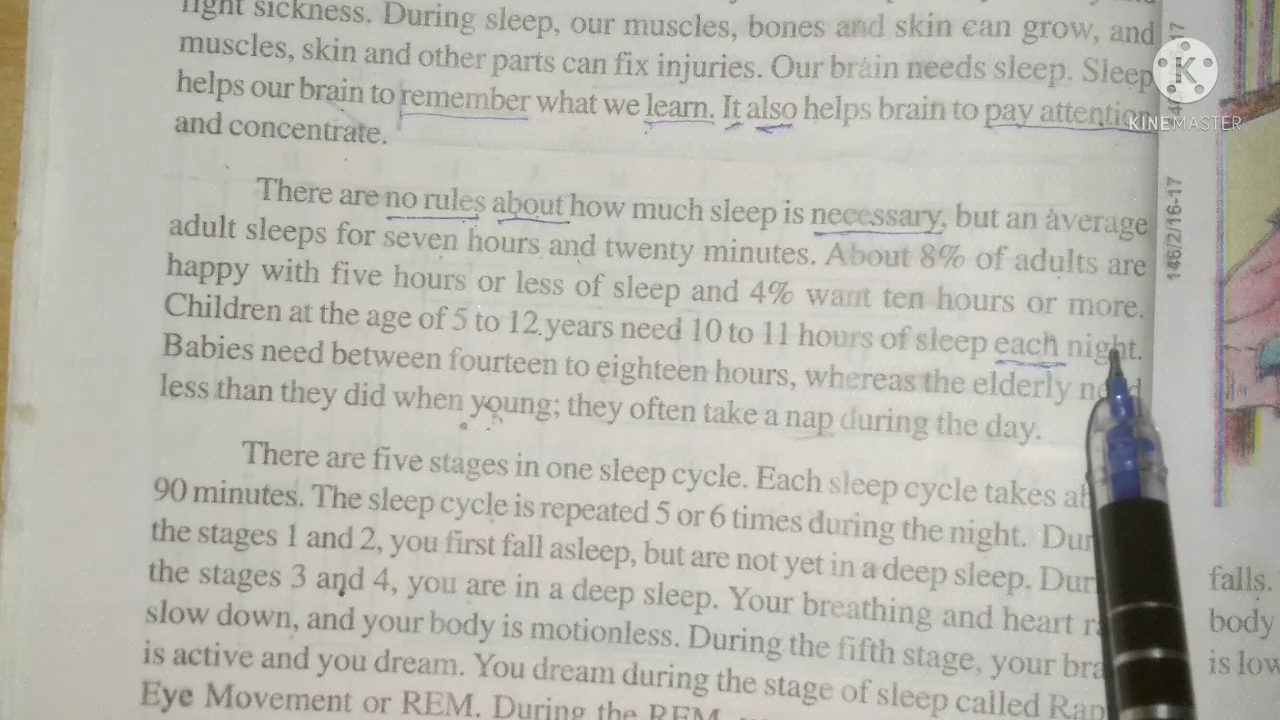 fight sickness. During sleep, our muscles, bones and skin can grow, and
muscles, skin and other parts can fix injuries. Our brain needs sleep. Sleep
helps our brain to remember what we learn. It also helps brain to pay attention
and concentrate.
There are no rules about how much sleep is necessary, but an average
adult sleeps for seven hours and twenty minutes. About 8% of adults are
happy with five hours or less of sleep and 4% want ten hours or more.
Children at the age of 5 to 12 years need 10 to 11 hours of sleep each night.
Babies need between fourteen to eighteen hours, whereas the elderly need
less than they did when young; they often take a nap during the day.
There are five stages in one sleep cycle. Each sleep cycle takes
90 minutes. The sleep cycle is repeated 5 or 6 times during the night.
the stages 1 and 2, you first fall asleep, but are not yet in a deep sleep.
the stages 3 and 4, you are in a deep sleep. Your breathing and heart
slow down, and your body is motionless. During the fifth stage, your
is active and you dream. You dream during the stage of sleep called
Eye Movement or REM. During the REM,
146/2/16-17
falls.
body
is low
K
KINEMASTER